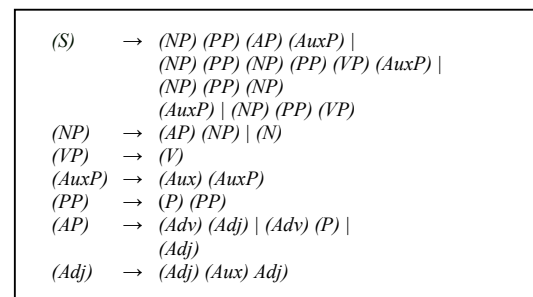 (S) → (NP) (PP) (AP) (AuxP) |
(NP) (PP) (NP) (PP) (VP) (AuxP) |
(NP) (PP) (NP)
(AuxP) | (NP) (PP) (VP)
(NP) → (AP) (NP) | (N)
(VP) → (V)
(AuxP) → (Aux) (AuxP)
(PP) → (P) (PP)
(AP) → (Adv) (Adj) | (Adv) (P) |
(Adj)
(Adj) → (Adj) (Aux) Adj)